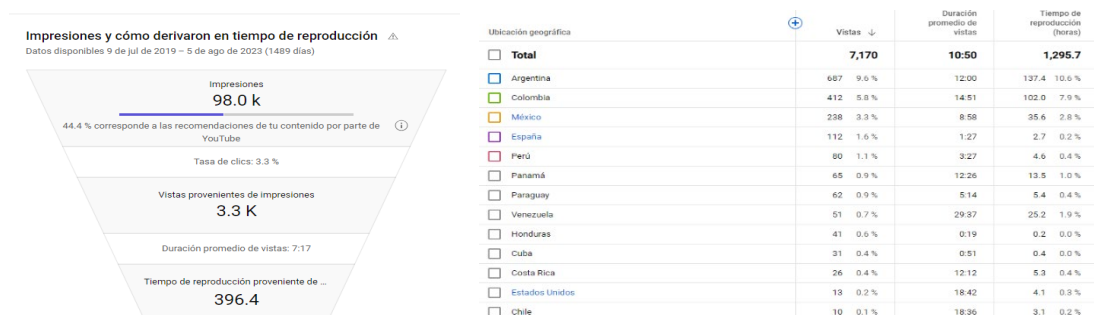 Impresiones y cómo derivaron en tiempo de reproducción
Datos disponibles 9 de jul de 2019 – 5 de ago de 2023 (1489 días)
Impresiones
98.0 k
44.4 % corresponde a las recomendaciones de tu contenido por parte de
YouTube
Tasa de clics: 3.3 %
Vistas provenientes de impresiones
3.3 K
Duración promedio de vistas: 7:17
Tiempo de reproducción proveniente de ...
396.4
Ubicación geográfica Vistas Duración promedio de vistas Tiempo de reproducción (horas)
Total 7,170 10:50 1,295.7
Argentina 687 9.6 % 12:00 137.4 10.6 %
Colombia 412 5.8 % 14:51 102.0 7.9 %
México 238 3.3 % 8:58 35.6 2.8 %
España 112 1.6 % 1:27 2.7 0.2 %
Perú 80 1.1 % 3:27 4.6 0.4 %
Panamá 65 0.9 % 12:26 13.5 1.0 %
Paraguay 62 0.9 % 5:14 5.4 0.4 %
Venezuela 51 0.7 % 29:37 25.2 1.9 %
Honduras 41 0.6 % 0:19 0.2 0.0 %
Cuba 31 0.4 % 0:51 0.4 0.0 %
Costa Rica 26 0.4 % 12:12 5.3 0.4 %
Estados Unidos 13 0.2 % 18:42 4.1 0.3 %
Chile 10 0.1 % 18:36 3.1 0.2 %